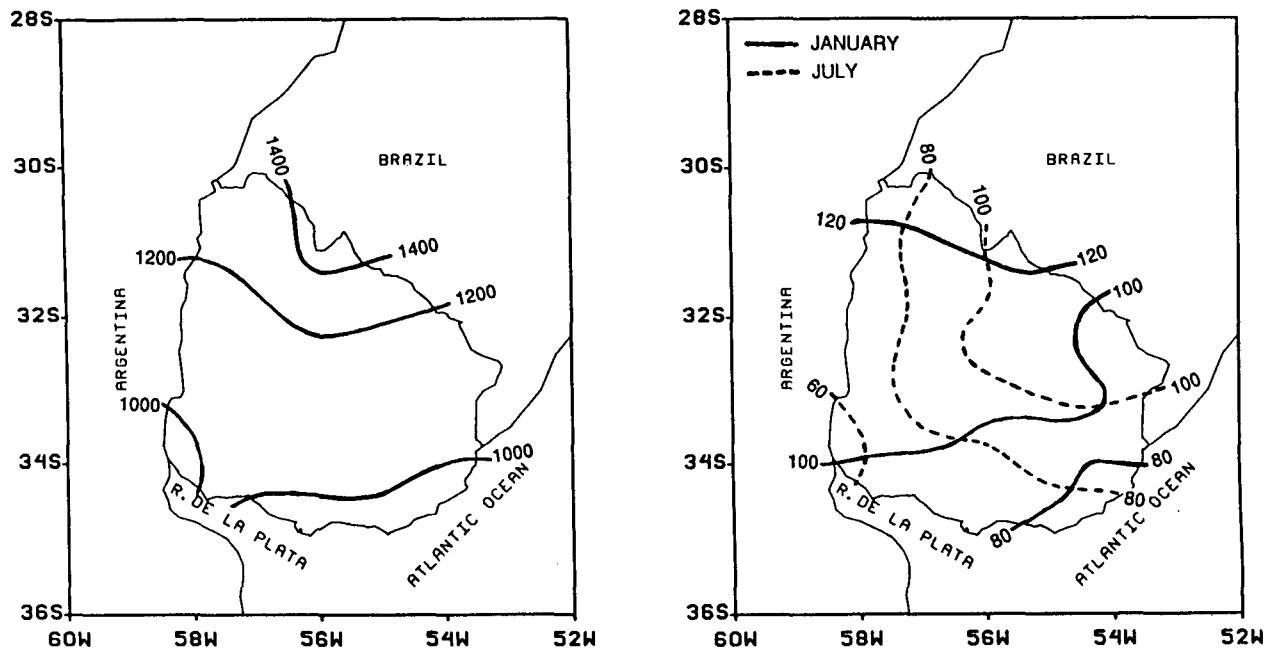 28S
30S
32S
34S
36S
60W
58W
56W
54W
52W
1400
BRAZIL
1400
1200
1200
ARGENTINA
1000
1000
R. DE LA PLATA
ATLANTIC OCEAN
28S
30S
32S
34S
36S
60W
58W
56W
54W
52W
JANUARY
JULY
80
BRAZIL
100
120
120
100
ARGENTINA
60
100
100
80
80
80
R. DE LA PLATA
ATLANTIC OCEAN